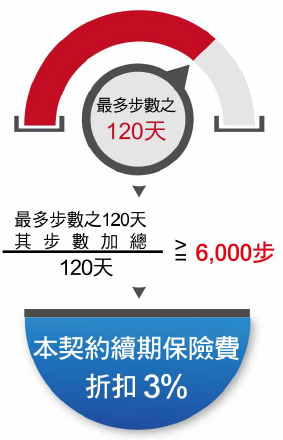 最多步數之
120天
最多步數之120天
其步數加總
120天
≧ 6,000步
本契約續期保險費
折扣 3%